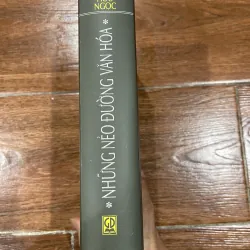 NGỌC
* NHỮNG NẺO ĐƯỜNG VĂN HÓA *